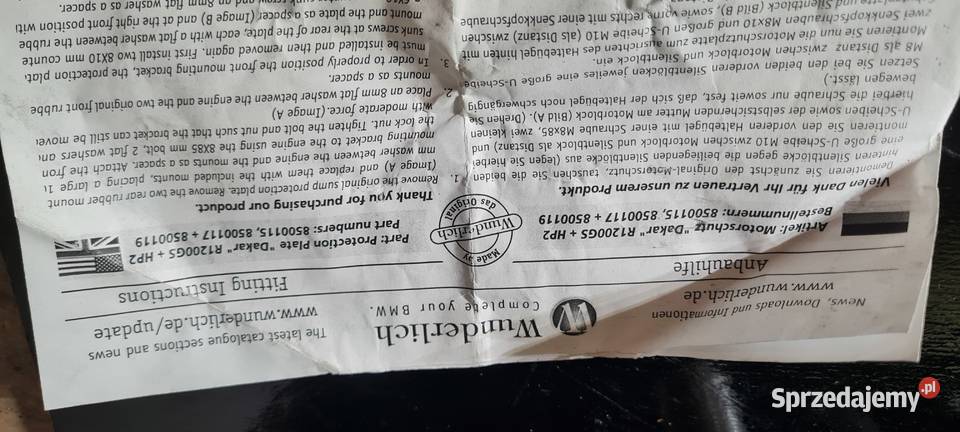 News, Downloads und Informationen
www.wunderlich.de
Wunderlich
Complete your BMW.
The latest catalogue sections and news
www.wunderlich.de/update
Anbauhilfe
Fitting Instructions
Artikel: Motorschutz "Dakar" R1200GS + HP2
Bestellnummern: 8500115, 8500117 + 8500119
Made by
Wunderlich
das Original
Part: Protection Plate "Dakar" R1200GS + HP2
Part numbers: 8500115, 8500117 + 8500119
Vielen Dank für Ihr Vertrauen zu unserem Produkt.
Demontieren Sie zunächst den Original-Motorschutz, tauschen Sie die beiden
hinteren Silentblöcke gegen die beiliegenden Silentblöcke aus (legen Sie hierbei
eine große U-Scheibe M10 zwischen Motorblock und Silentblock als Distanz) und
montieren Sie den vorderen Haltebügel mit einer Schraube M8x85, zwei kleinen
U-Scheiben sowie der selbstsichernden Mutter am Motorblock (Bild A). (Drehen Sie
hierbei die Schraube nur soweit fest, daß sich der Haltebügel noch schwergängig
bewegen lässt.)
Setzen Sie bei den beiden vorderen Silentblöcken jeweils eine große U-Scheibe
M8 als Distanz zwischen Motorblock und Silentblock ein.
Montieren Sie nun die Motorschutzplatte zum ausrichten des Haltebügel hinten mit
zwei Senkkopfschrauben M8X10 und großen U-Scheibe M10 (als Distanz) zwischen
und Silentblock (Bild B), sowie vorne rechts mit einer Senkkopfschraube
Thank you for purchasing our product.
1. Remove the original sump protection plate. Remove the two rear rubber mount
(Image A) and replace them with the included mounts, placing a large 10
mm washer between the engine and the mounts as a spacer. Attach the front
mounting bracket to the engine using the 8X85 mm bolt, 2 flat washers and
the lock nut. Tighten the bolt and nut such that the bracket can still be moved
with moderate force. (Image A)
2. Place an 8mm flat washer between the engine and the two original front rubbe
mounts as a spacer.
3. In order to properly position the front mounting bracket, the protection plat
must be installed and then removed again. First install two 8X10 mm counte
sunk screws at the rear of the plate, each with a flat washer between the rubbe
mount and the plate as a spacer (Image B) and at the right front position with
screw and an 8mm flat washer as a spacer.
Sprzedajemy.pl